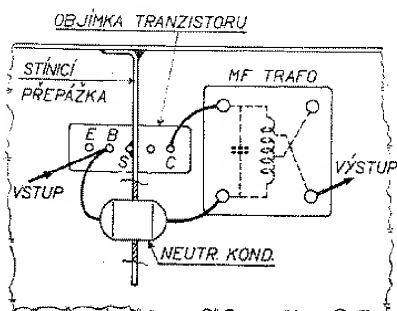 OBJÍMKA TRANZISTORU
STÍNICÍ
PŘEPÁŽKA
MF TRAFO
E B
S
C
VSTUP
VÝSTUP
NEUTR. KOND.